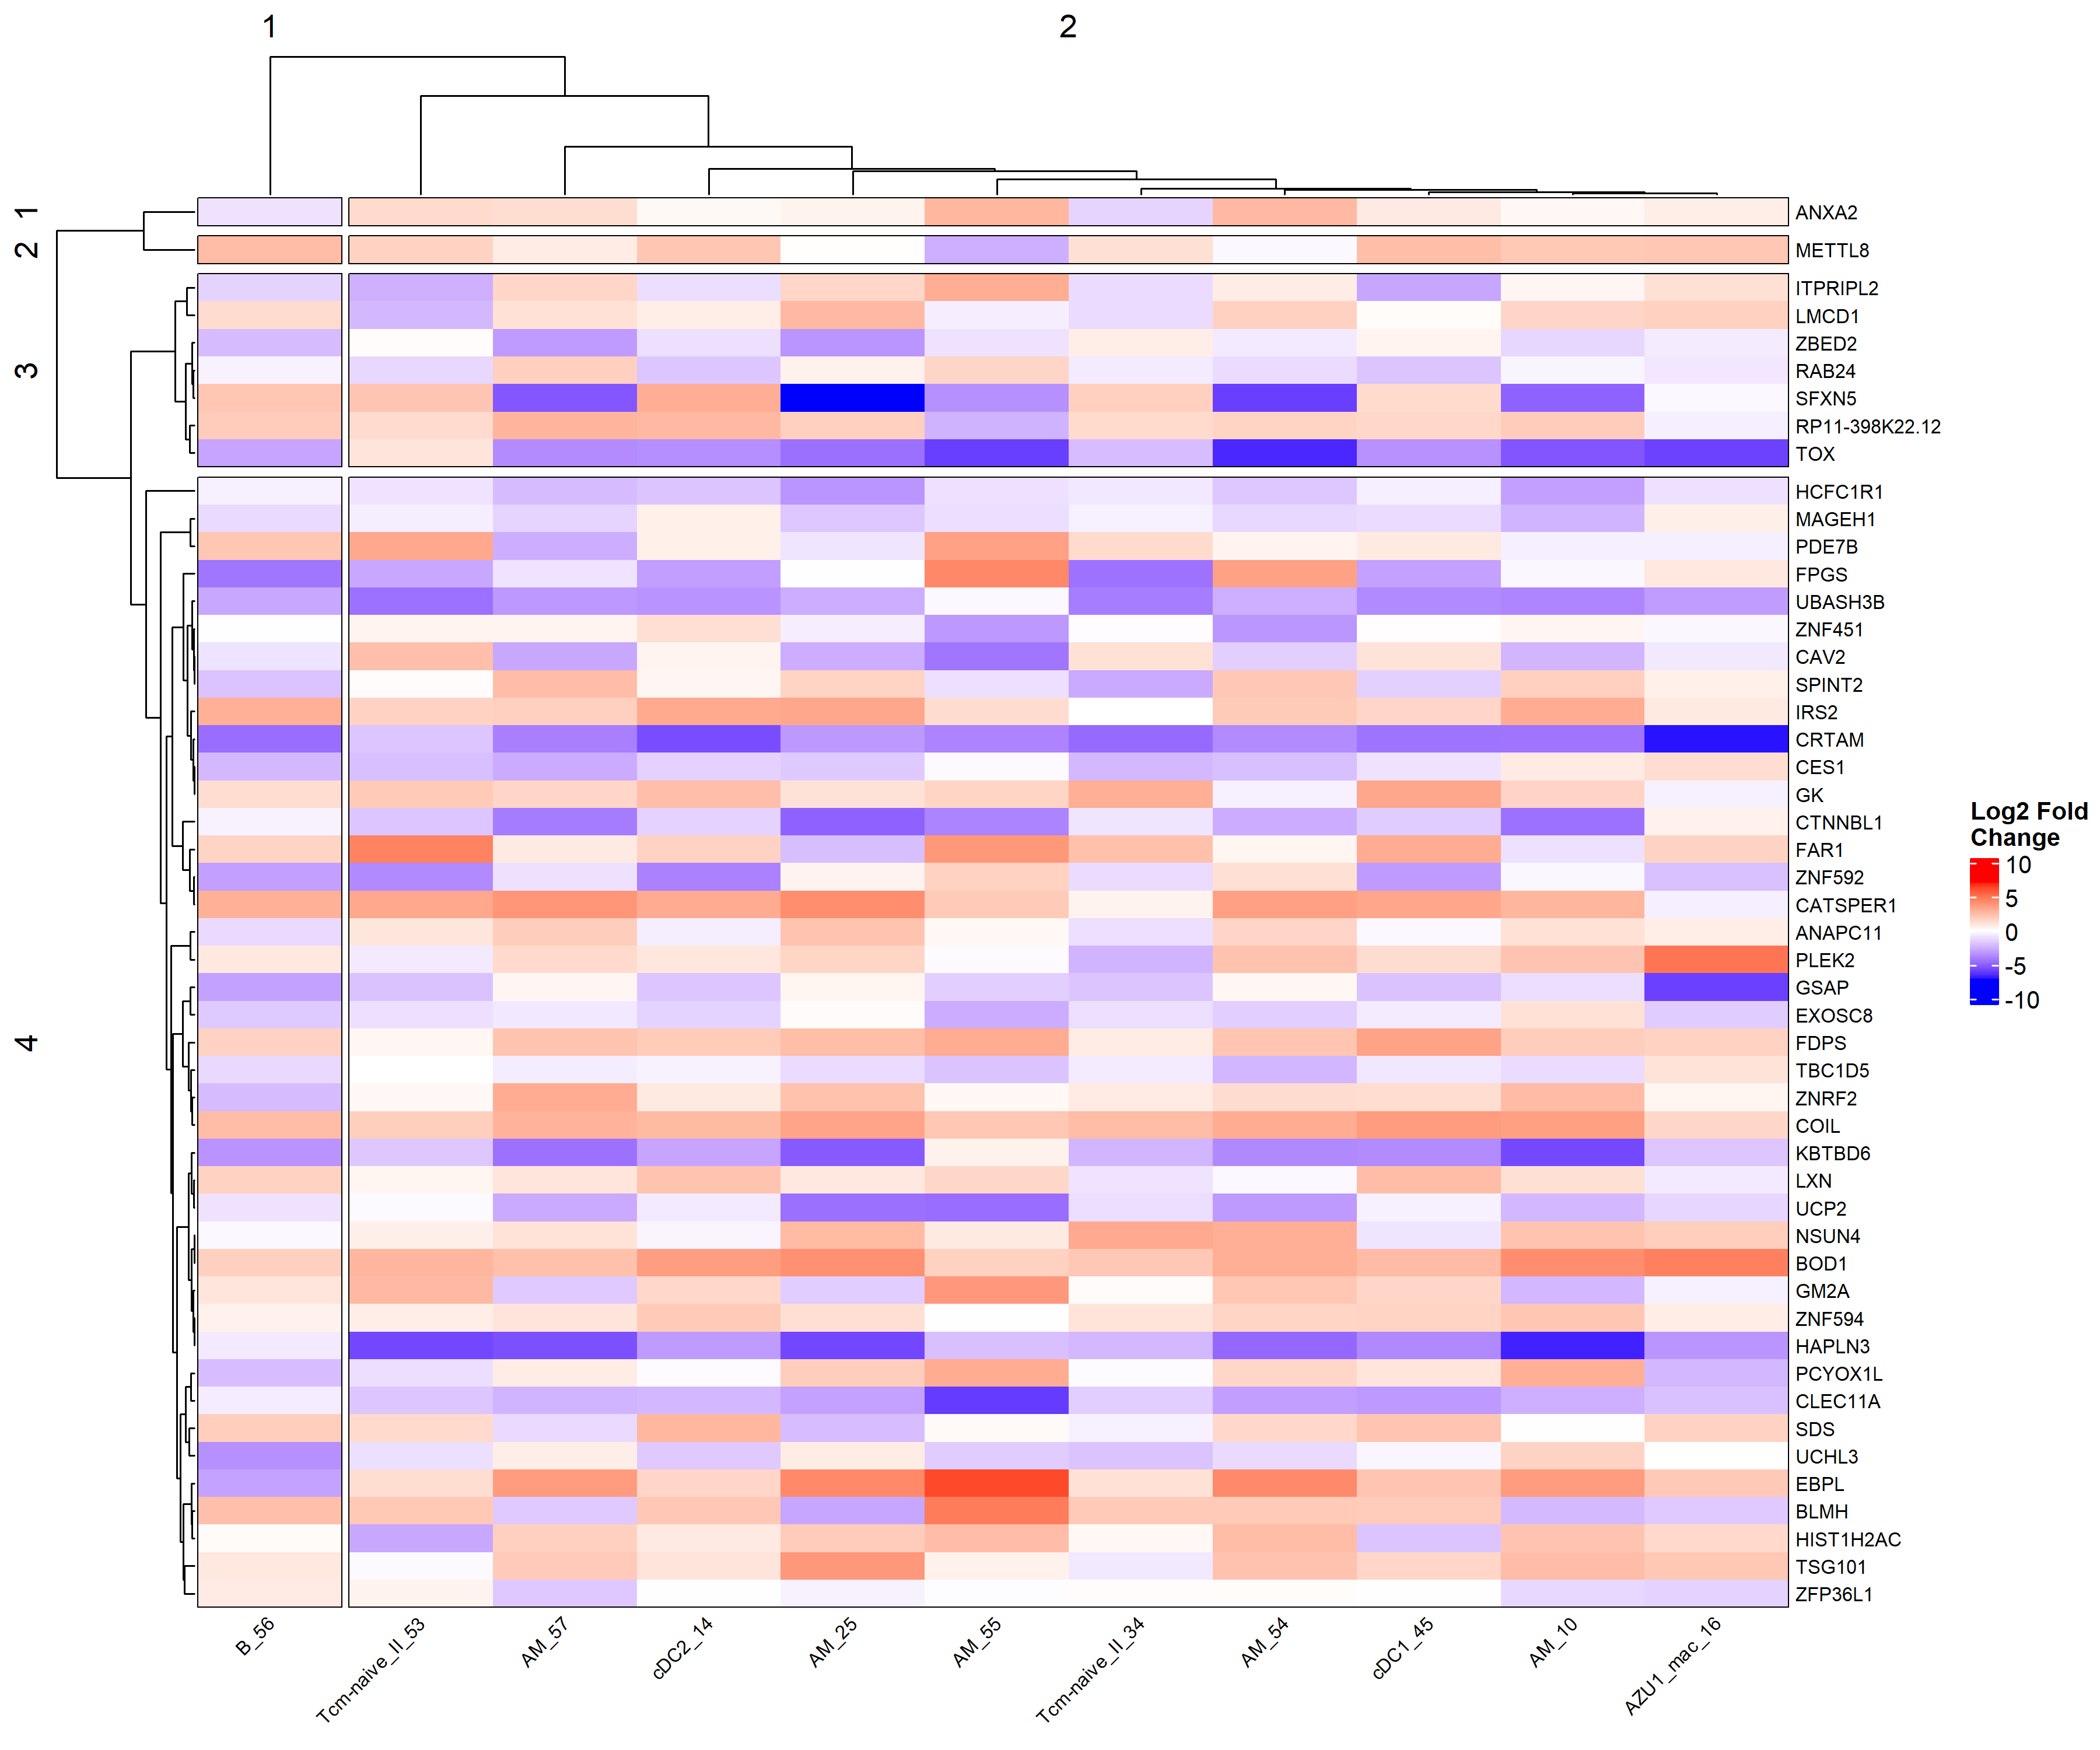 1
2
1
2
3
4
ANXA2
METTL8
ITPRIPL2
LMCD1
ZBED2
RAB24
SFXN5
RP11-398K22.12
TOX
HCFC1R1
MAGEH1
PDE7B
FPGS
UBASH3B
ZNF451
CAV2
SPINT2
IRS2
CRTAM
CES1
GK
CTNNBL1
FAR1
ZNF592
CATSPER1
ANAPC11
PLEK2
GSAP
EXOSC8
FDPS
TBC1D5
ZNRF2
COIL
KBTBD6
LXN
UCP2
NSUN4
BOD1
GM2A
ZNF594
HAPLN3
PCYOX1L
CLEC11A
SDS
UCHL3
EBPL
BLMH
HIST1H2AC
TSG101
ZFP36L1
B_56
Tcm-naive_II_53
AM_57
cDC2_14
AM_25
AM_55
Tcm-naive_II_34
AM_54
cDC1_45
AM_10
AZU1_mac_16
Log2 Fold
Change
10
5
0
-5
-10